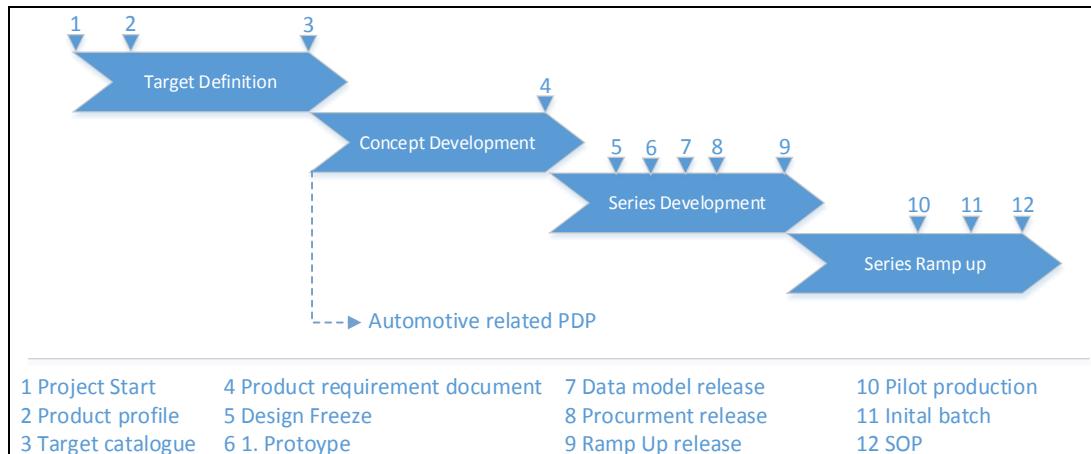 1 2 3
Target Definition
4
Concept Development
5 6 7 8 9
Series Development
10 11 12
Series Ramp up
Automotive related PDP
1 Project Start
2 Product profile
3 Target catalogue
4 Product requirement document
5 Design Freeze
6 1. Protoype
7 Data model release
8 Procurment release
9 Ramp Up release
10 Pilot production
11 Inital batch
12 SOP